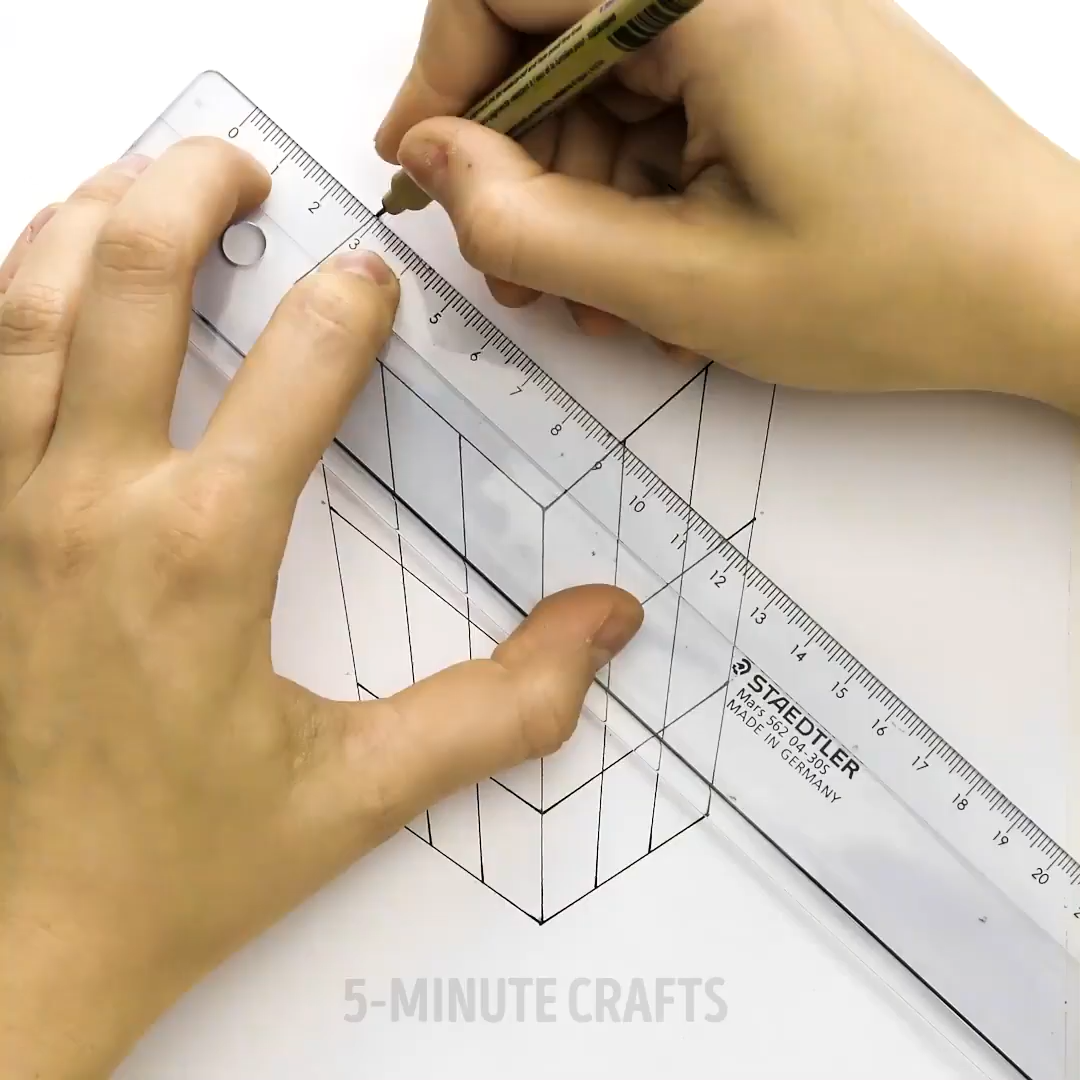 0 1 2 3 5 6 7 8 9 10 11 12 13 14 15 16 17 18 19 20
STAEDTLER
Mars 562 04-30S
MADE IN GERMANY
5-MINUTE CRAFTS